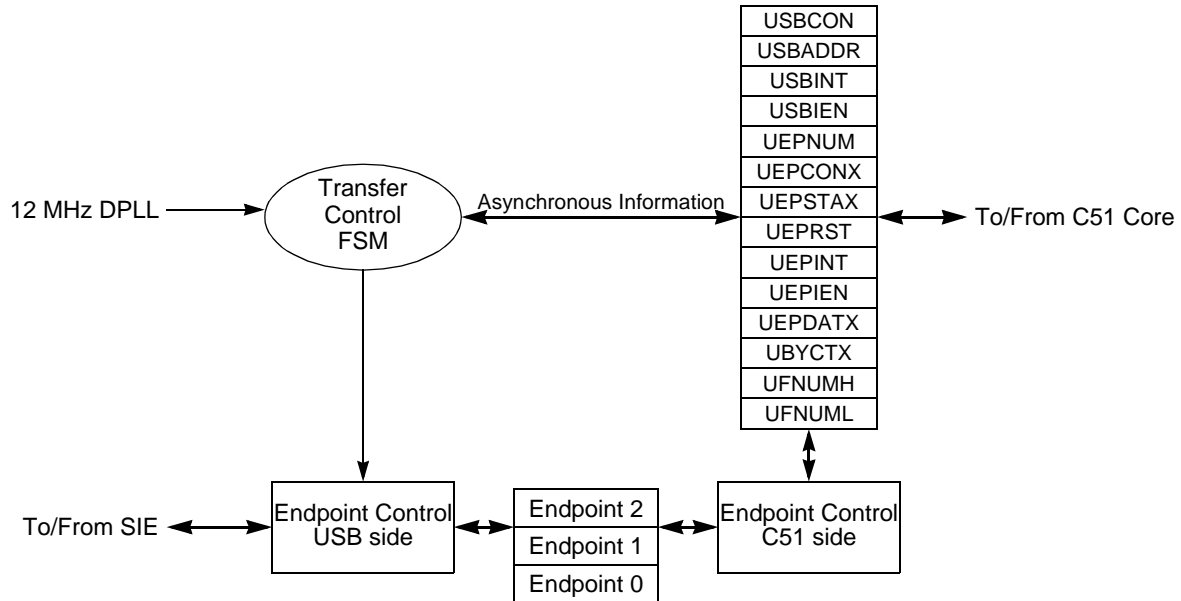 USBCON
USBADDR
USBINT
USBIEN
UEPNUM
UEPCONX
UEPSTAX
UEPRST
UEPINT
UEPIEN
UEPDATX
UBYCTX
UFNUMH
UFNUML
12 MHz DPLL
Transfer
Control
FSM
Asynchronous Information
To/From C51 Core
To/From SIE
Endpoint Control
USB side
Endpoint 2
Endpoint 1
Endpoint 0
Endpoint Control
C51 side